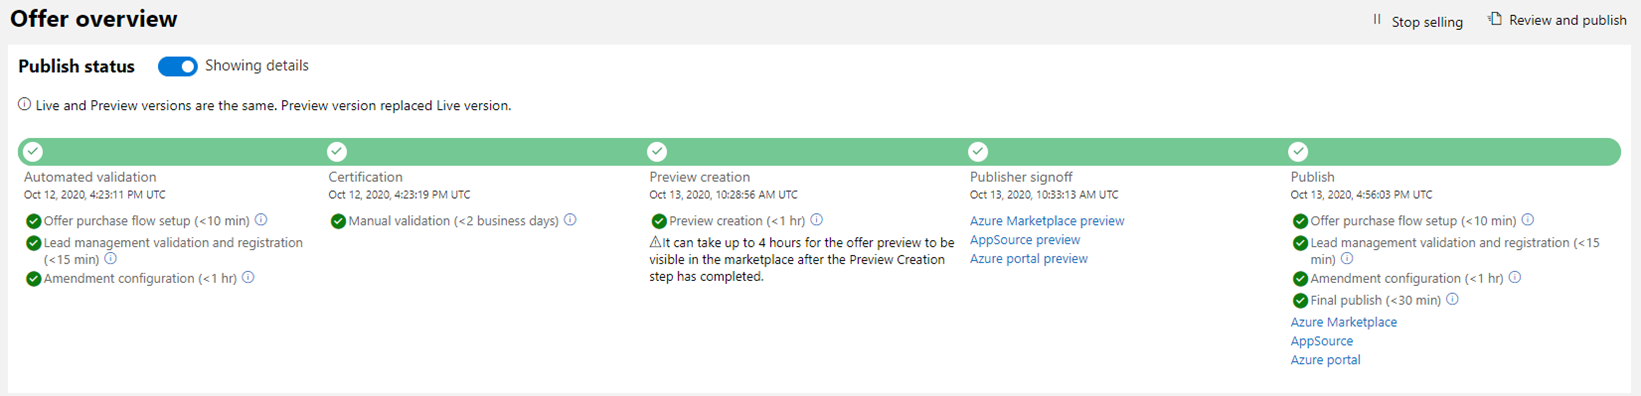 Offer overview
Stop selling
Review and publish
Publish status
Showing details
Live and Preview versions are the same. Preview version replaced Live version.
Automated validation
Oct 12, 2020, 4:23:11 PM UTC
Offer purchase flow setup (<10 min)
Lead management validation and registration
(<15 min)
Amendment configuration (<1 hr)
Certification
Oct 12, 2020, 4:23:19 PM UTC
Manual validation (<2 business days)
Preview creation
Oct 13, 2020, 10:28:56 AM UTC
Preview creation (<1 hr)
It can take up to 4 hours for the offer preview to be
visible in the marketplace after the Preview Creation
step has completed.
Publisher signoff
Oct 13, 2020, 10:33:13 AM UTC
Azure Marketplace preview
AppSource preview
Azure portal preview
Publish
Oct 13, 2020, 4:56:03 PM UTC
Offer purchase flow setup (<10 min)
Lead management validation and registration (<15
min)
Amendment configuration (<1 hr)
Final publish (<30 min)
Azure Marketplace
AppSource
Azure portal